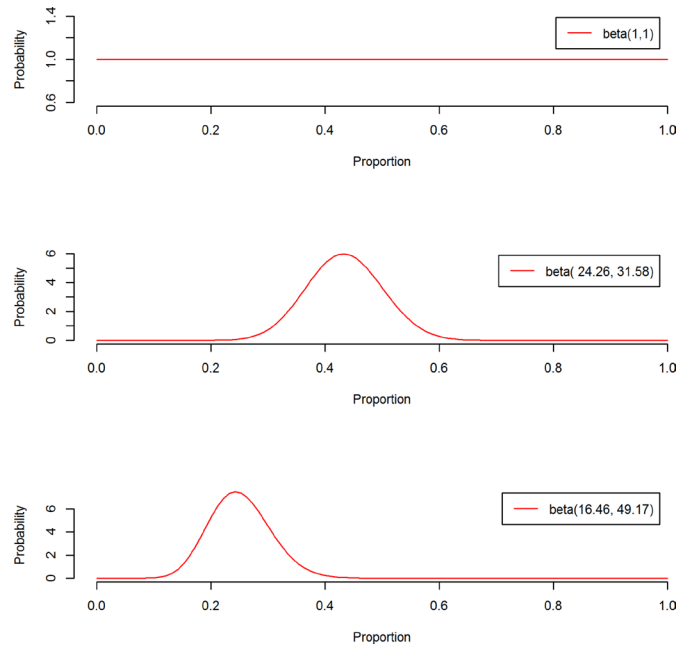 1.4
1.0
0.6
Probability
beta(1,1)
0.0 0.2 0.4 0.6 0.8 1.0
Proportion
6
4
2
0
Probability
beta( 24.26, 31.58)
0.0 0.2 0.4 0.6 0.8 1.0
Proportion
6
4
2
0
Probability
beta(16.46, 49.17)
0.0 0.2 0.4 0.6 0.8 1.0
Proportion